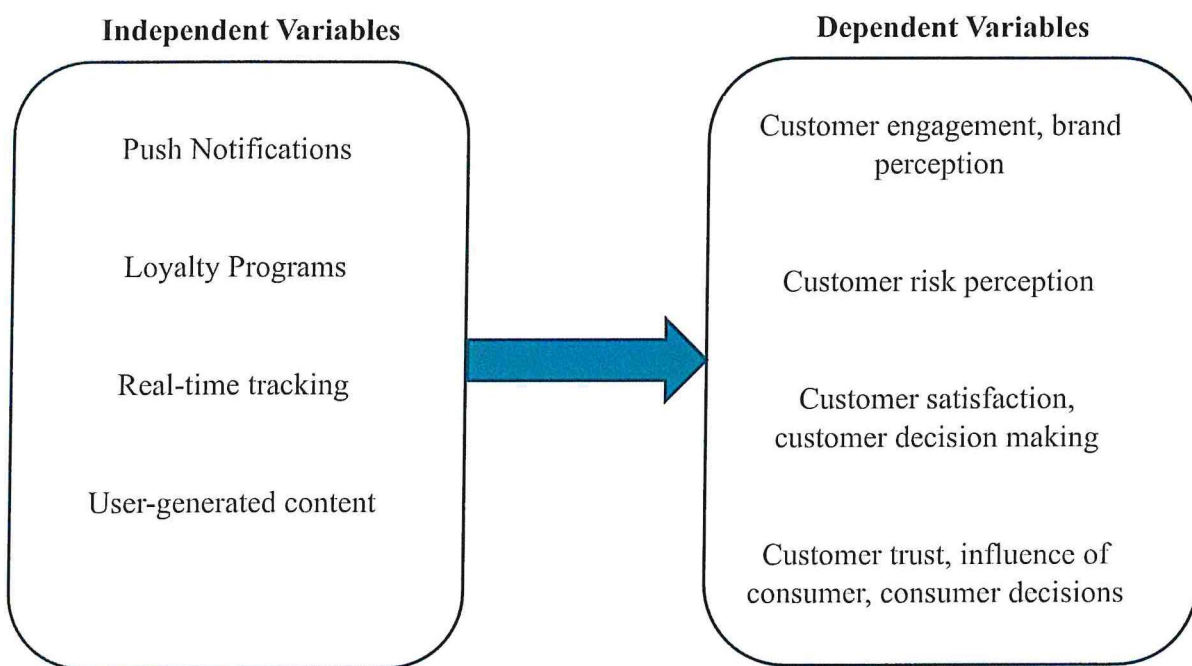 Independent Variables
Push Notifications
Loyalty Programs
Real-time tracking
User-generated content
Dependent Variables
Customer engagement, brand
perception
Customer risk perception
Customer satisfaction,
customer decision making
Customer trust, influence of
consumer, consumer decisions